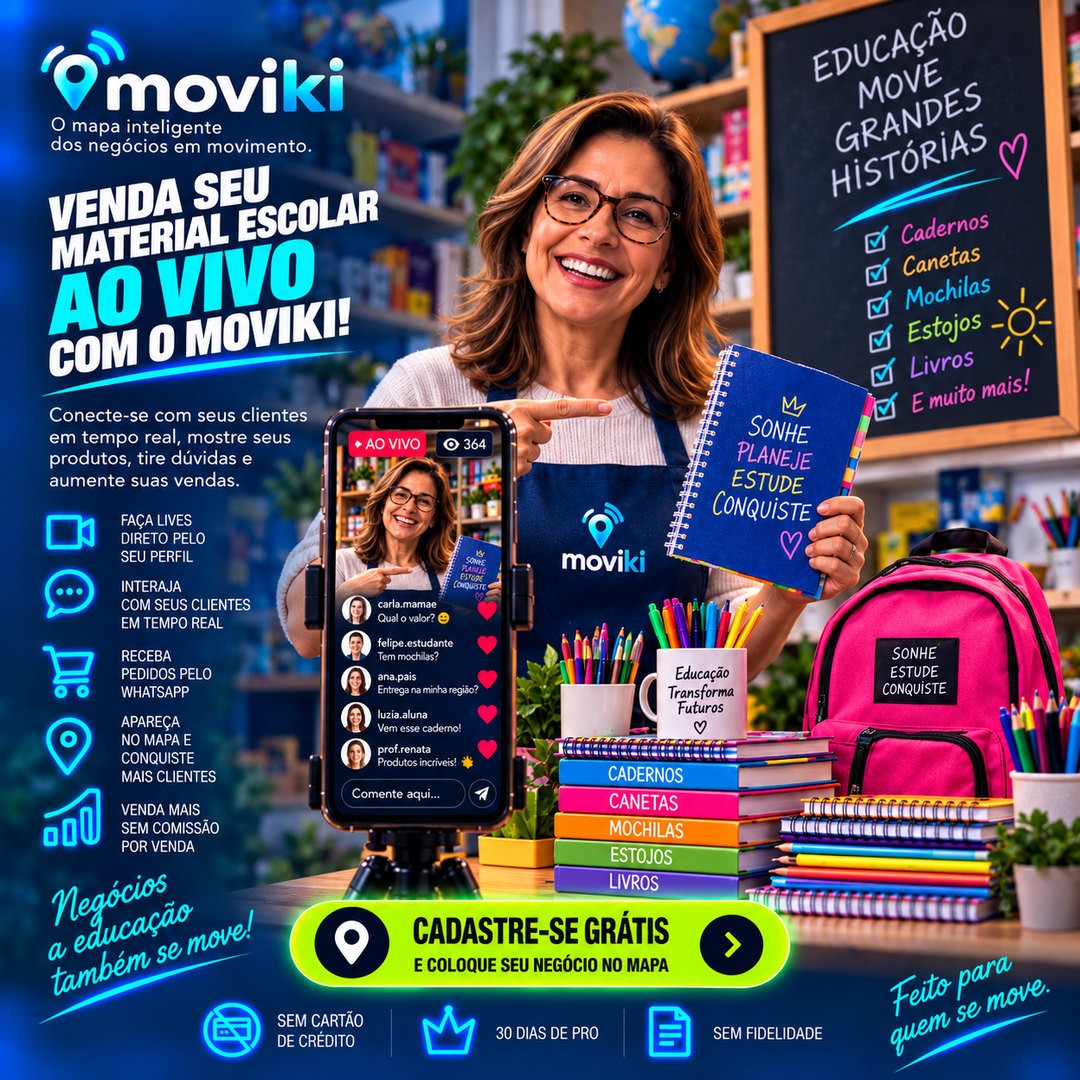 moviki
O mapa inteligente
dos negócios em movimento.
VENDA SEU
MATERIAL ESCOLAR
AO VIVO
COM O MOVIKI!
Conecte-se com seus clientes
em tempo real, mostre seus
produtos, tire dúvidas e
aumente suas vendas.
FAÇA LIVES
DIRETO PELO
SEU PERFIL
INTERAJA
COM SEUS CLIENTES
EM TEMPO REAL
RECEBA
PEDIDOS PELO
WHATSAPP
APAREÇA
NO MAPA E
CONQUISTE
MAIS CLIENTES
VENDA MAIS
SEM COMISSÃO
POR VENDA
Negócios
a educação
também se move!
EDUCAÇÃO
MOVE
GRANDES
HISTÓRIAS
Cadernos
Canetas
Mochilas
Estojos
Livros
E muito mais!
SONHE
PLANEJE
ESTUDE
CONQUISTE
moviki
AO VIVO
364
SONHE
PLANEJE
ESTUDE
CONQUISTE
carla.mamae
Qual o valor?
felipe.estudante
Tem mochilas?
ana.pais
Entrega na minha região?
luzia.aluna
Vem esse caderno!
prof.renata
Produtos incríveis!
Comente aqui...
Educação
Transforma
Futuros
SONHE
ESTUDE
CONQUISTE
CADERNOS
CANETAS
MOCHILAS
ESTOJOS
LIVROS
CADASTRE-SE GRÁTIS
E COLOQUE SEU NEGÓCIO NO MAPA
SEM CARTÃO
DE CRÉDITO
30 DIAS DE PRO
SEM FIDELIDADE
Feito para
quem se move.